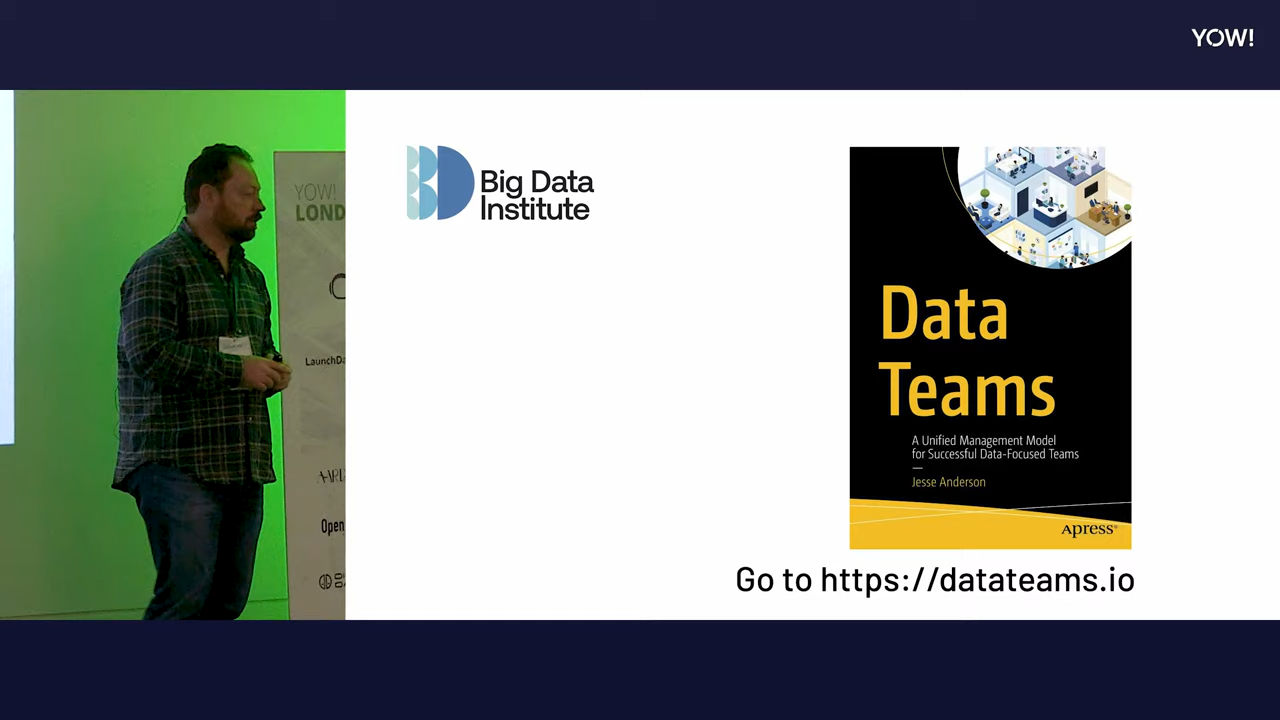 YOW!
YOW!
LOND
LaunchDa
Open
Big Data
Institute
Data
Teams
A Unified Management Model
for Successful Data-Focused Teams
Jesse Anderson
Apress®
Go to https://datateams.io